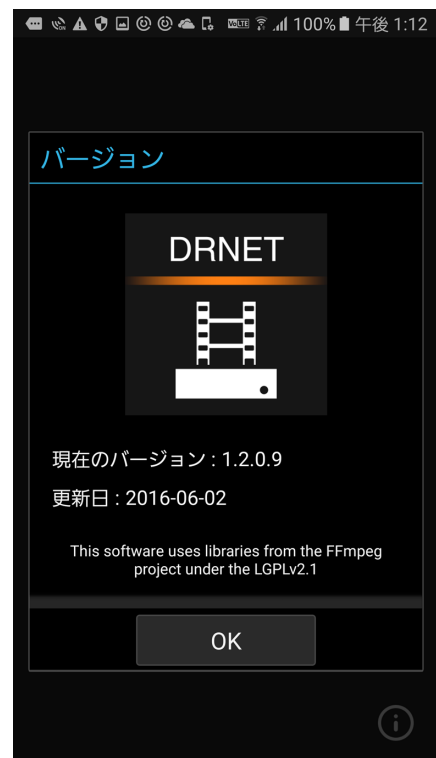 VoLTE 100% 午後 1:12
バージョン
DRNET
現在のバージョン : 1.2.0.9
更新日 : 2016-06-02
This software uses libraries from the FFmpeg
project under the LGPLv2.1
OK